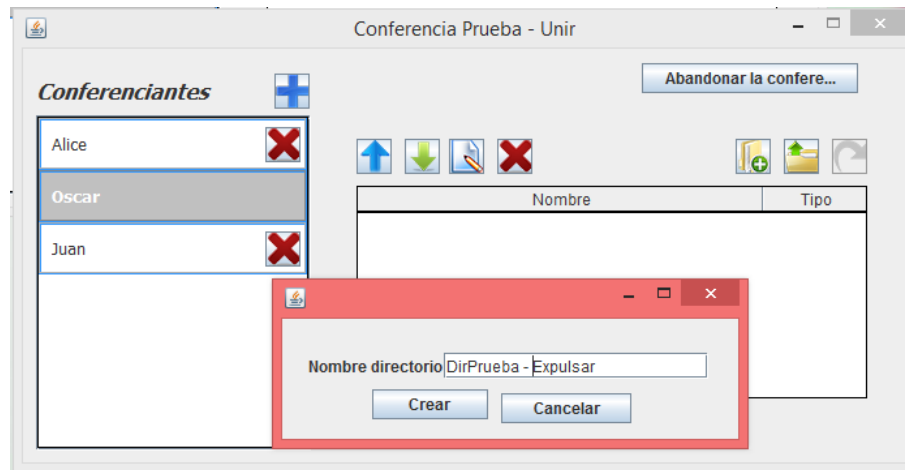 Conferencia Prueba - Unir
Conferenciantes
Abandonar la confere...
Alice
Oscar
Juan
Nombre Tipo
Nombre directorio DirPrueba - Expulsar
Crear Cancelar